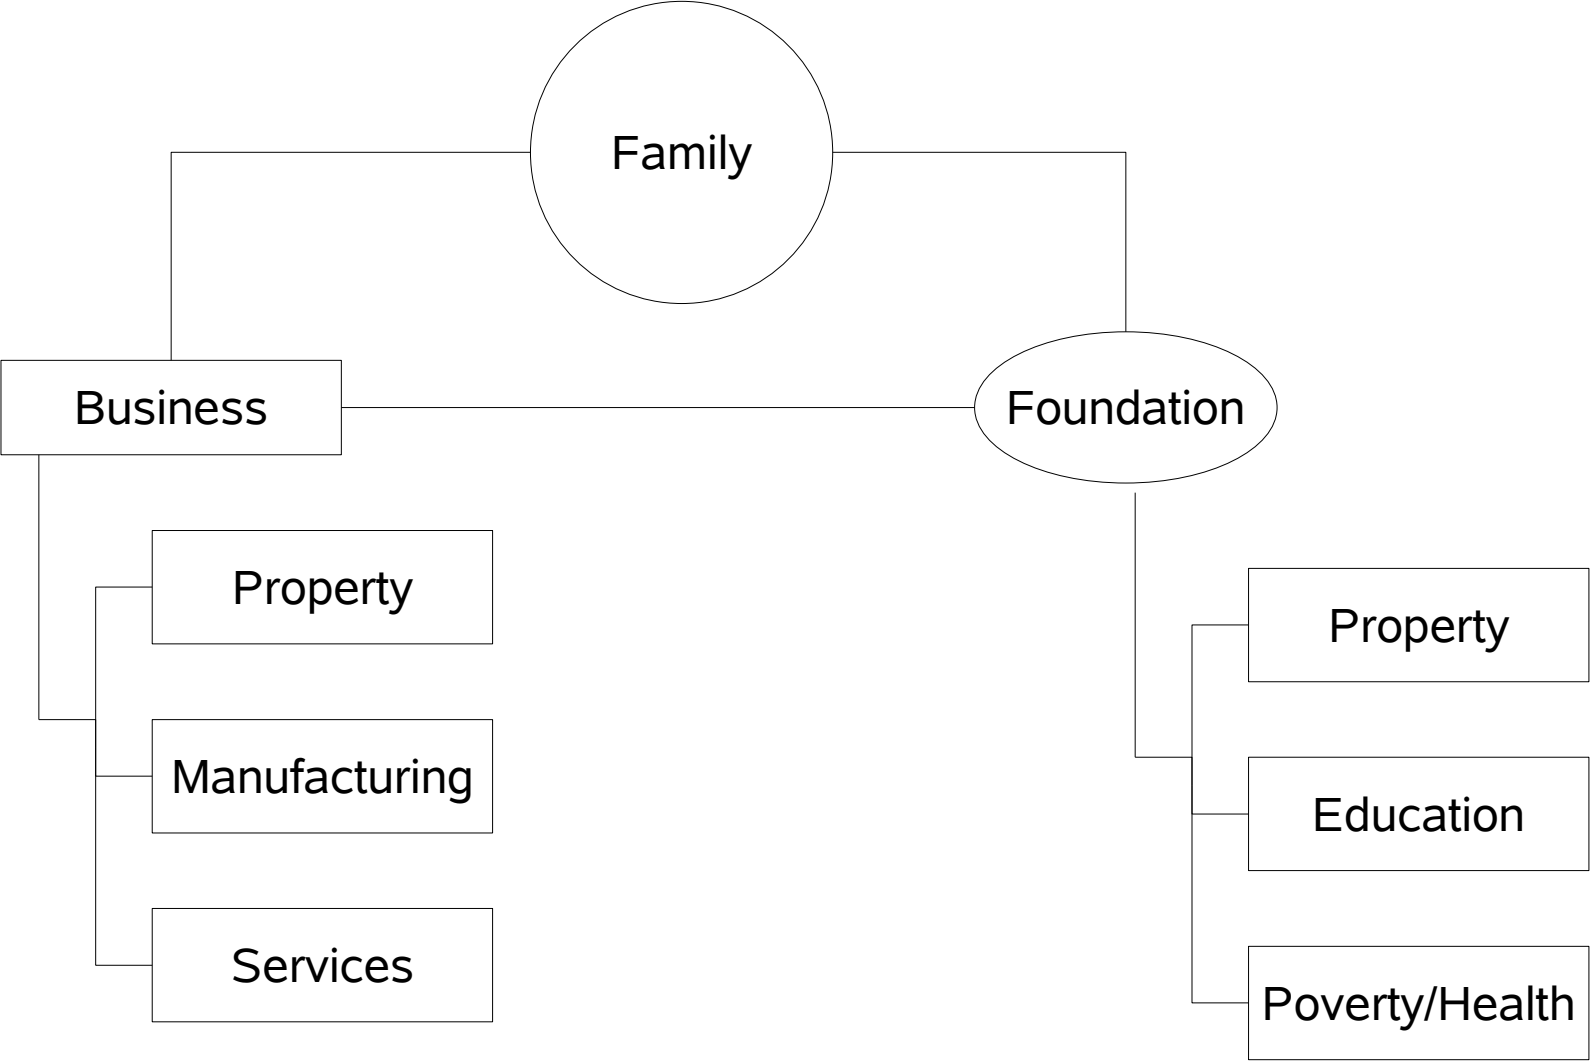 Family
Business
Foundation
Property
Manufacturing
Services
Property
Education
Poverty/Health